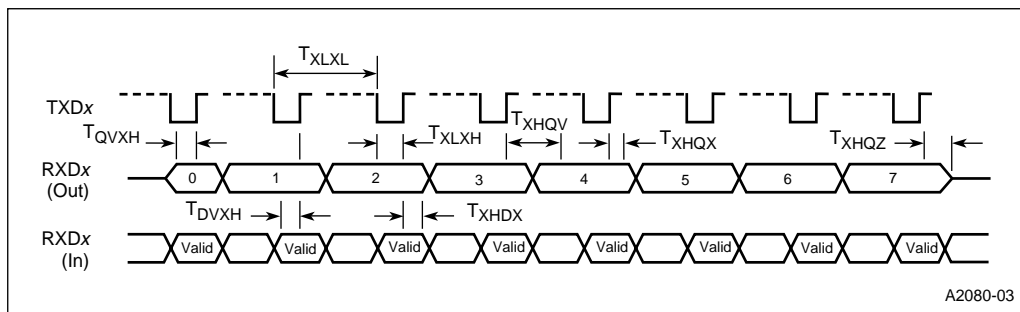 TXLXL
TXDx
TQVXH
TXLXH
TXHQV
TXHQX
TXHQZ
RXDx
(Out)
0 1 2 3 4 5 6 7
TDVXH
TXHDX
RXDx
(In)
Valid Valid Valid Valid Valid Valid Valid Valid
A2080-03